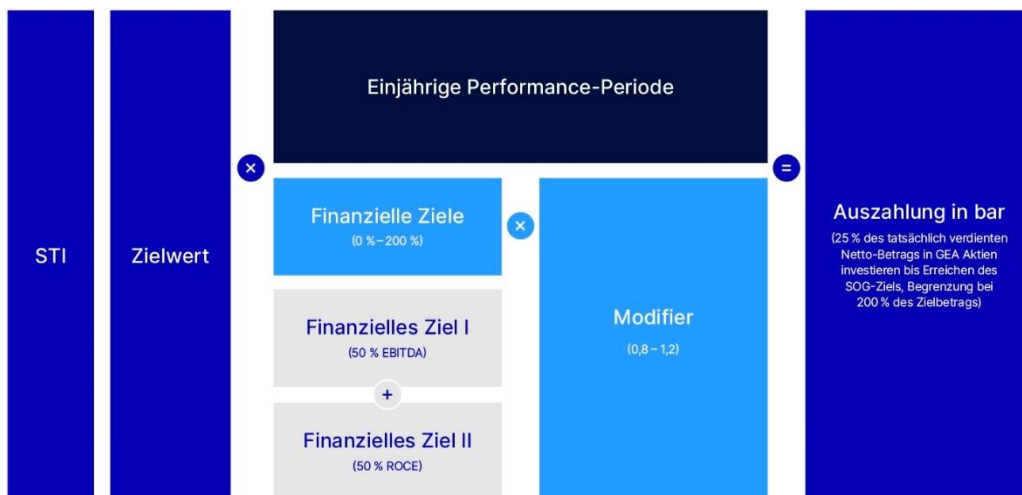 STI
Zielwert
×
Einjährige Performance-Periode
Finanzielle Ziele
(0 % – 200 %)
×
Finanzielles Ziel I
(50 % EBITDA)
+
Finanzielles Ziel II
(50 % ROCE)
Modifier
(0,8 – 1,2)
=
Auszahlung in bar
(25 % des tatsächlich verdienten
Netto-Betrags in GEA Aktien
investieren bis Erreichen des
SOG-Ziels, Begrenzung bei
200 % des Zielbetrags)